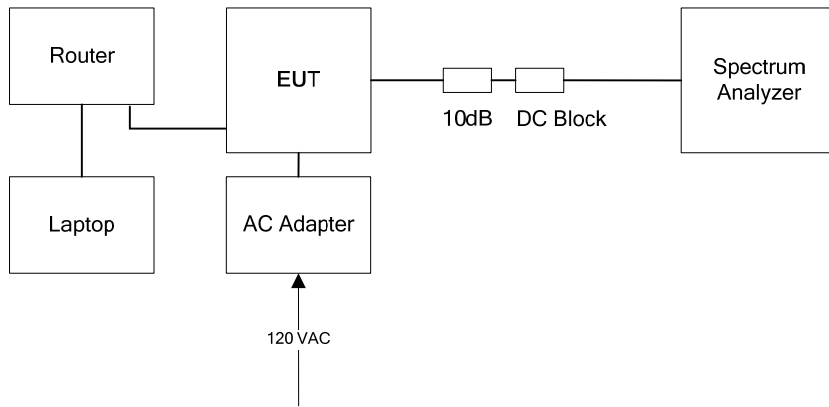 Router
EUT
Spectrum
Analyzer
10dB
DC Block
Laptop
AC Adapter
120 VAC